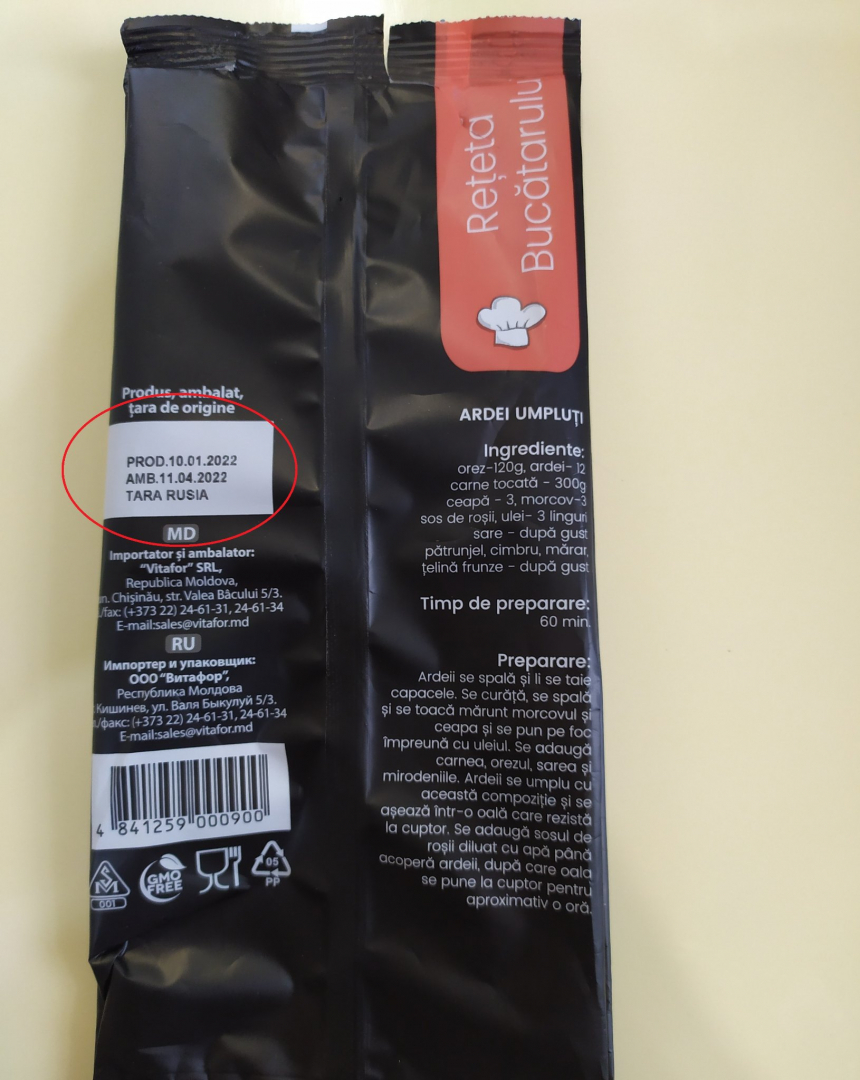 Rețeta
Bucătarulu
Produs, ambalat,
ţara de origine
PROD.10.01.2022
AMB.11.04.2022
TARA RUSIA
MD
Importator și ambalator:
"Vitafor" SRL,
Republica Moldova,
Chișinău, str. Valea Bâcului 5/3.
/fax: (+373 22) 24-61-31, 24-61-34
E-mail:sales@vitafor.md
RU
Импортер и упаковщик:
ООО "Витафор",
Республика Молдова
Кишинев, ул. Валя Быкулуй 5/3.
/факс: (+373 22) 24-61-31, 24-61-34
E-mail:sales@vitafor.md
4 841259 000900
SM
001
GMO
FREE
05
PP
ARDEI UMPLUȚI
Ingrediente:
orez-120g, ardei- 12
carne tocată - 300g
ceapă - 3, morcov-3
sos de roșii, ulei- 3 linguri
sare - după gust
pătrunjel, cimbru, mărar,
țelină frunze - după gust
Timp de preparare:
60 min.
Preparare:
Ardeii se spală și li se taie
capacele. Se curăță, se spală
și se toacă mărunt morcovul și
ceapa și se pun pe foc
împreună cu uleiul. Se adaugă
carnea, orezul, sarea și
mirodeniile. Ardeii se umplu cu
această compoziție și se
așează într-o oală care rezistă
la cuptor. Se adaugă sosul de
roșii diluat cu apă până
acoperă ardeii, după care oala
se pune la cuptor pentru
aproximativ o oră.